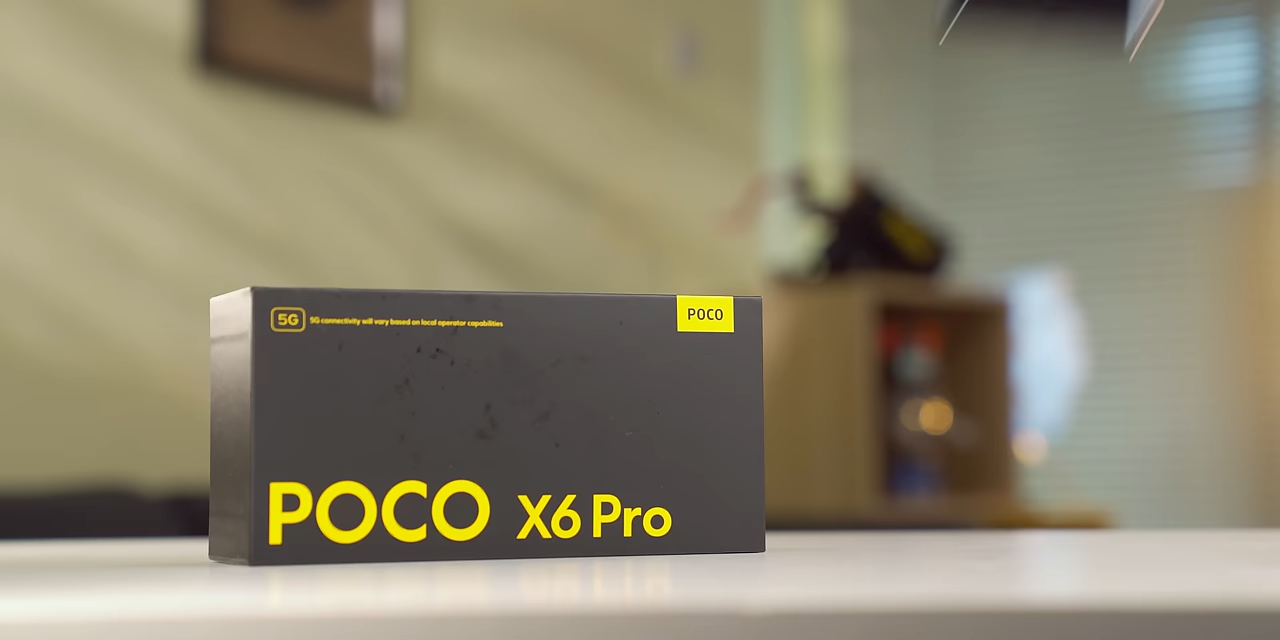 5G 5G connectivity will vary based on local operator capabilities
POCO
POCO X6 Pro